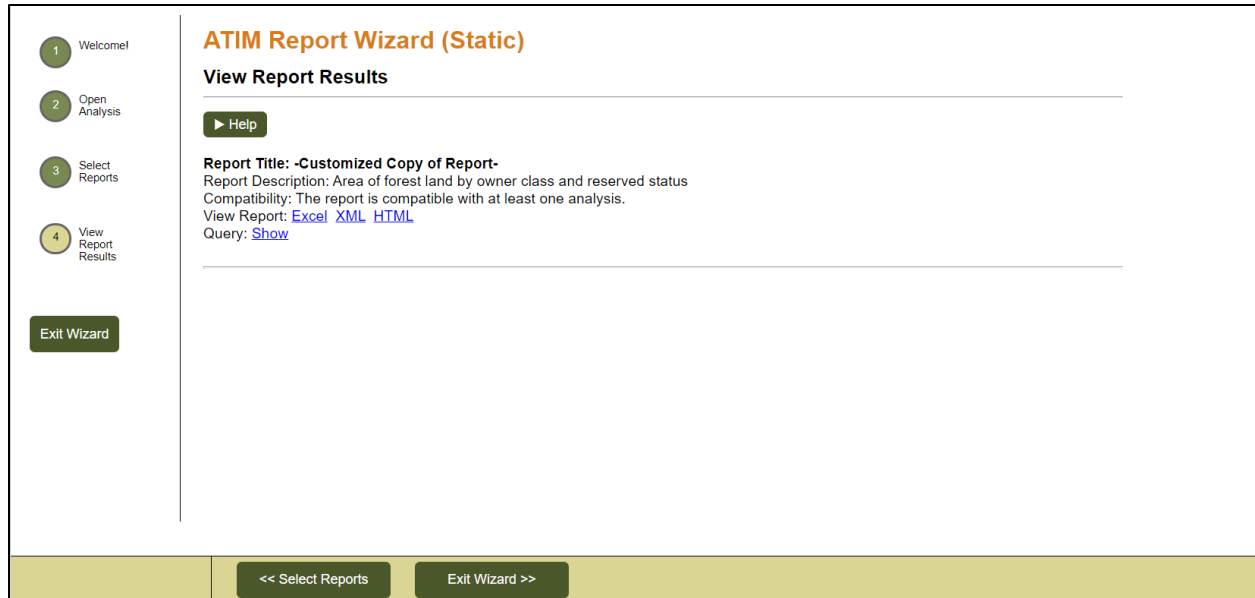 1
Welcome!
2
Open
Analysis
3
Select
Reports
4
View
Report
Results
Exit Wizard
ATIM Report Wizard (Static)
View Report Results
▶ Help
Report Title: -Customized Copy of Report-
Report Description: Area of forest land by owner class and reserved status
Compatibility: The report is compatible with at least one analysis.
View Report: Excel XML HTML
Query: Show
<< Select Reports
Exit Wizard >>